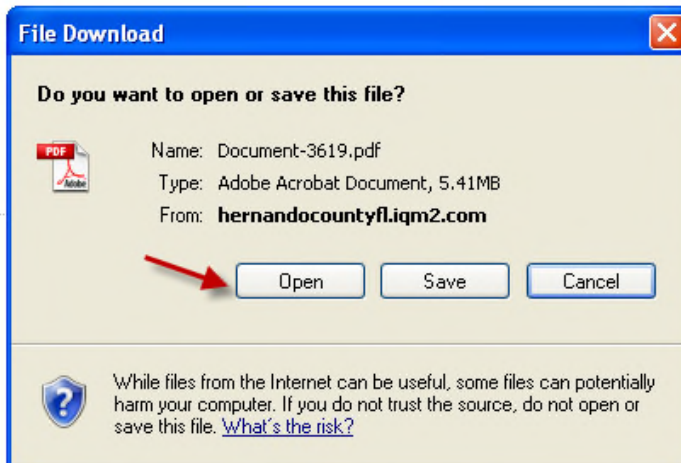 File Download
Do you want to open or save this file?
PDF
Adobe
Name: Document-3619.pdf
Type: Adobe Acrobat Document, 5.41MB
From: hernandocountyfl.iqm2.com
Open Save Cancel
While files from the Internet can be useful, some files can potentially
harm your computer. If you do not trust the source, do not open or
save this file. What's the risk?